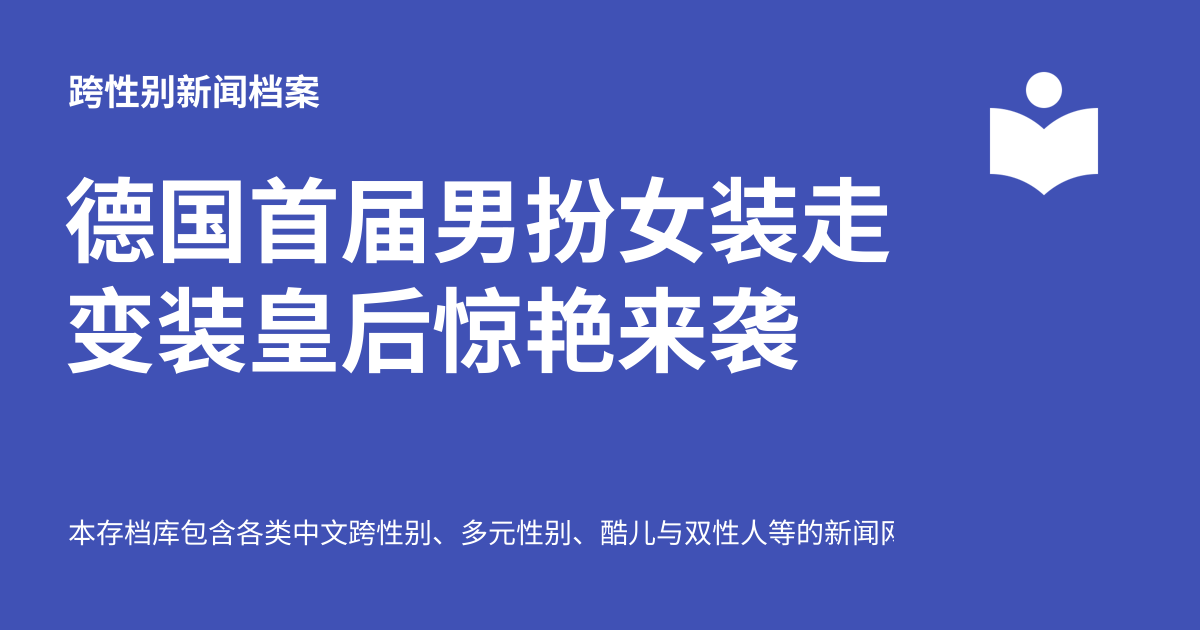 跨性别新闻档案
德国首届男扮女装走
变装皇后惊艳来袭
本存档库包含各类中文跨性别、多元性别、酷儿与双性人等的新闻